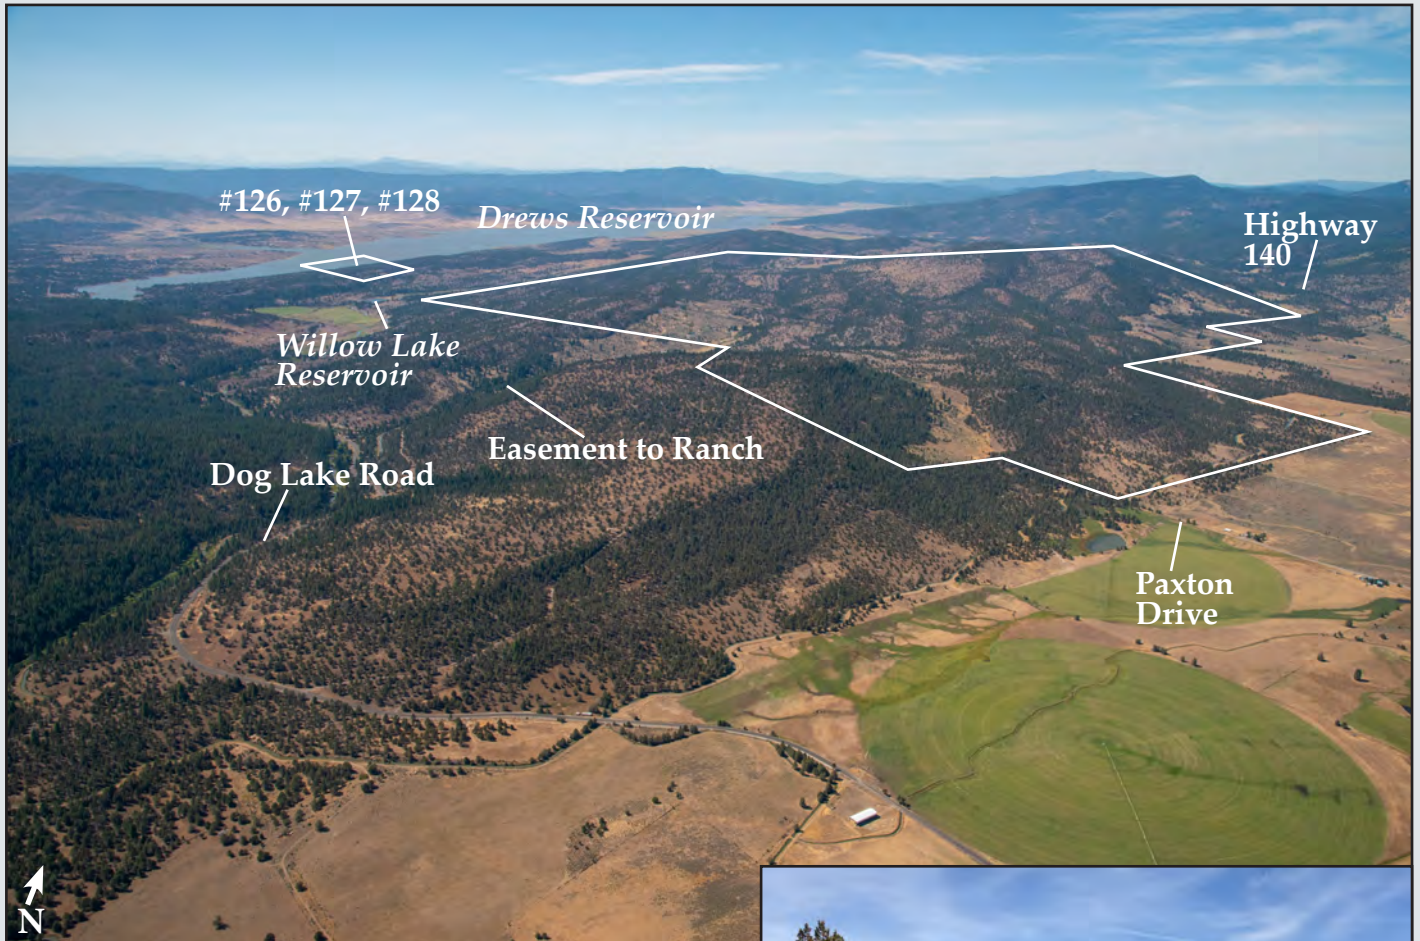 #126, #127, #128
Drews Reservoir
Highway
140
Willow Lake
Reservoir
Easement to Ranch
Dog Lake Road
Paxton
Drive
N